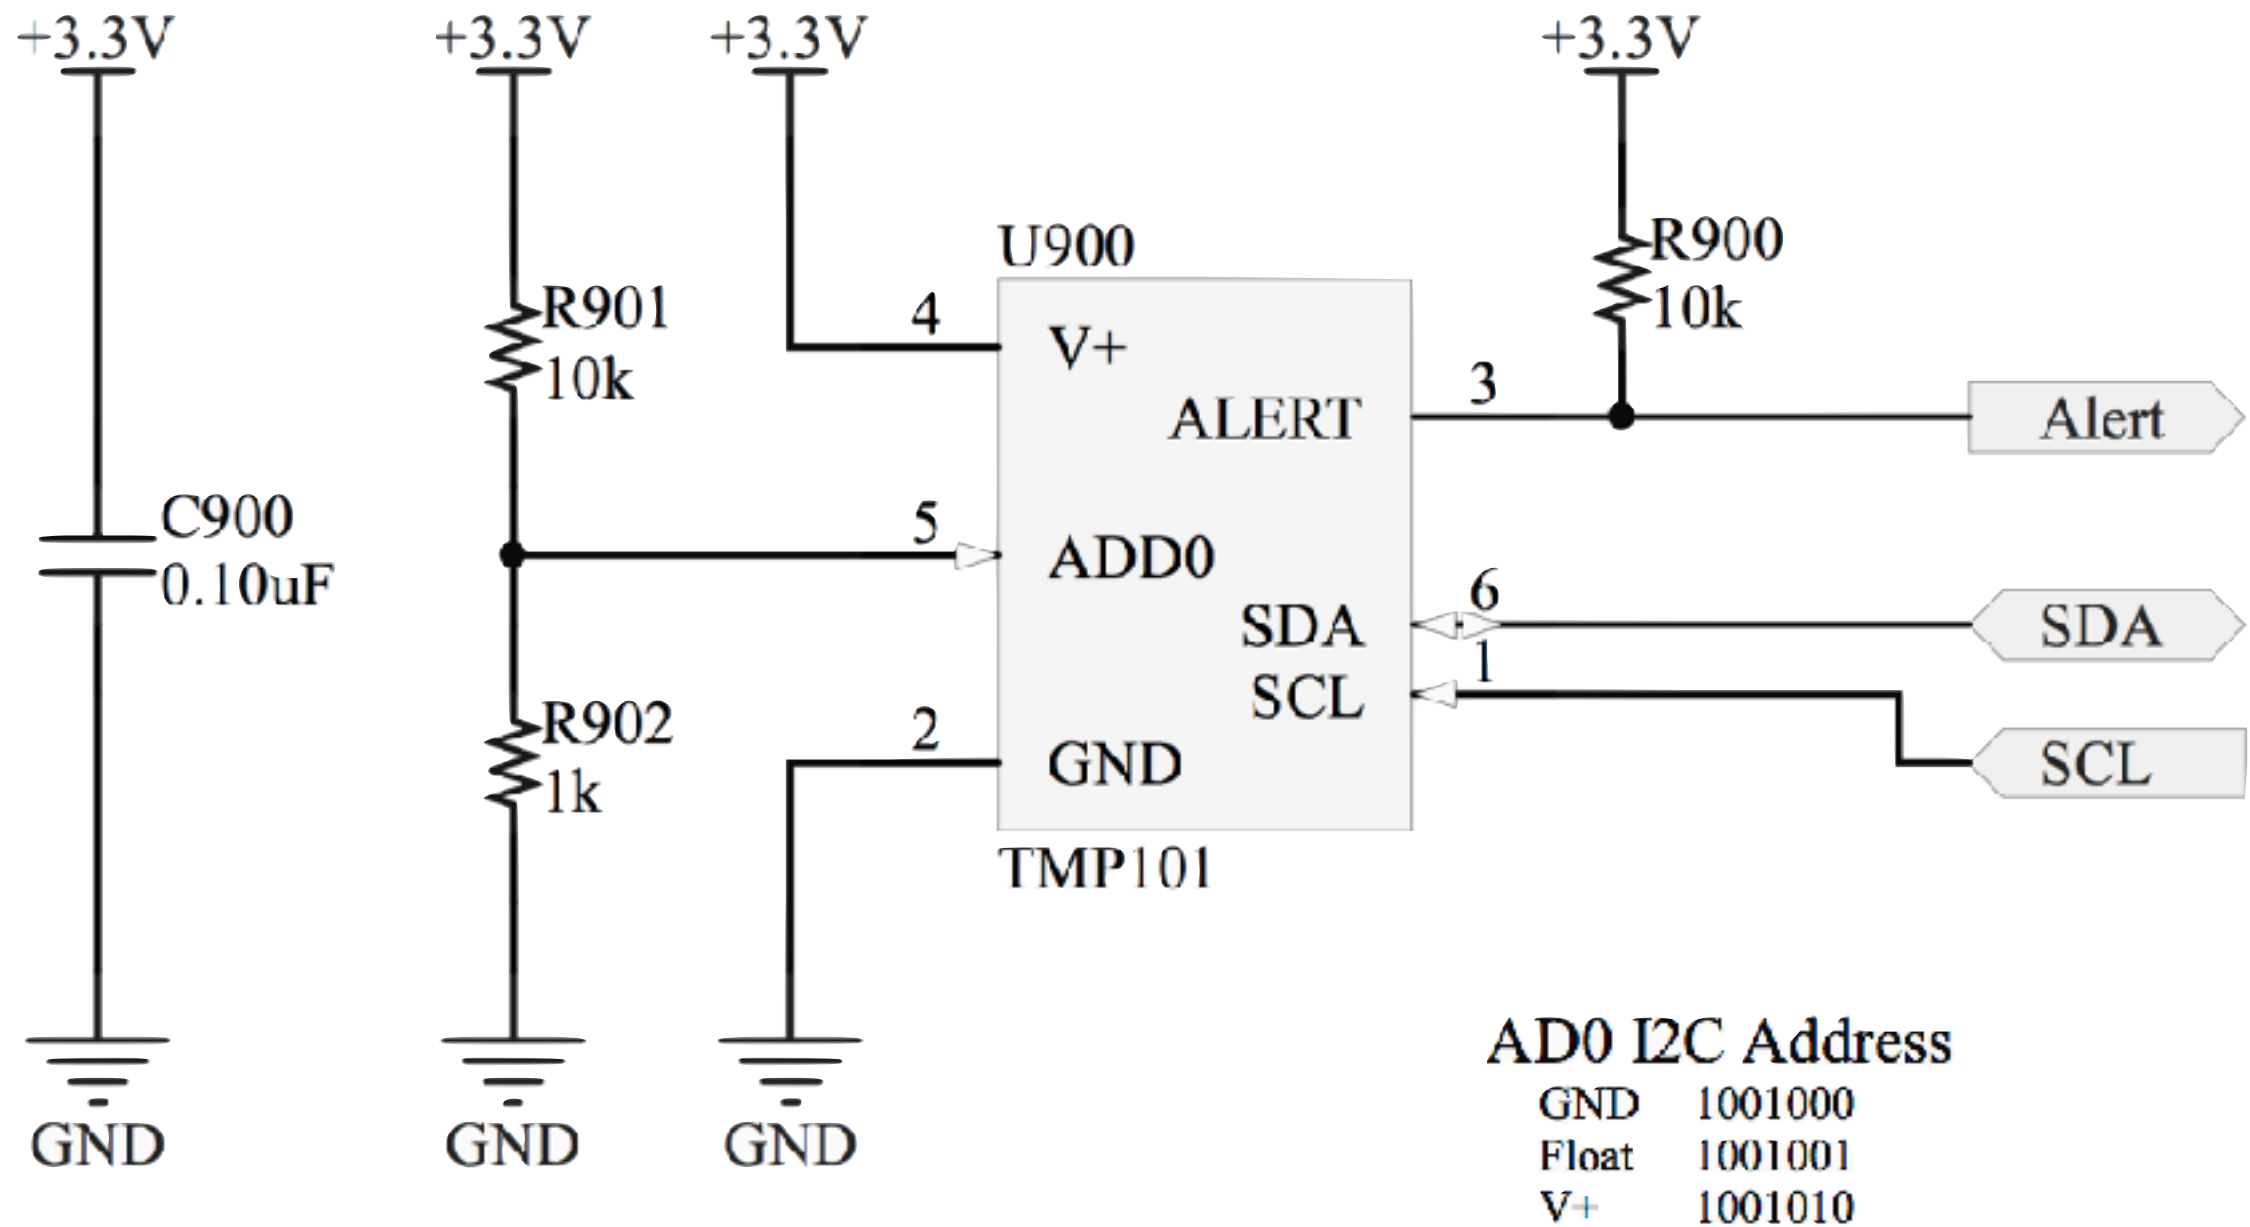 +3.3V
+3.3V
+3.3V
+3.3V
U900
R900
10k
R901
10k
4
V+
3
ALERT
Alert
C900
0.10uF
5
ADD0
6
SDA
SDA
1
SCL
SCL
R902
1k
2
GND
TMP101
GND
GND
GND
AD0 I2C Address
GND 1001000
Float 1001001
V+ 1001010